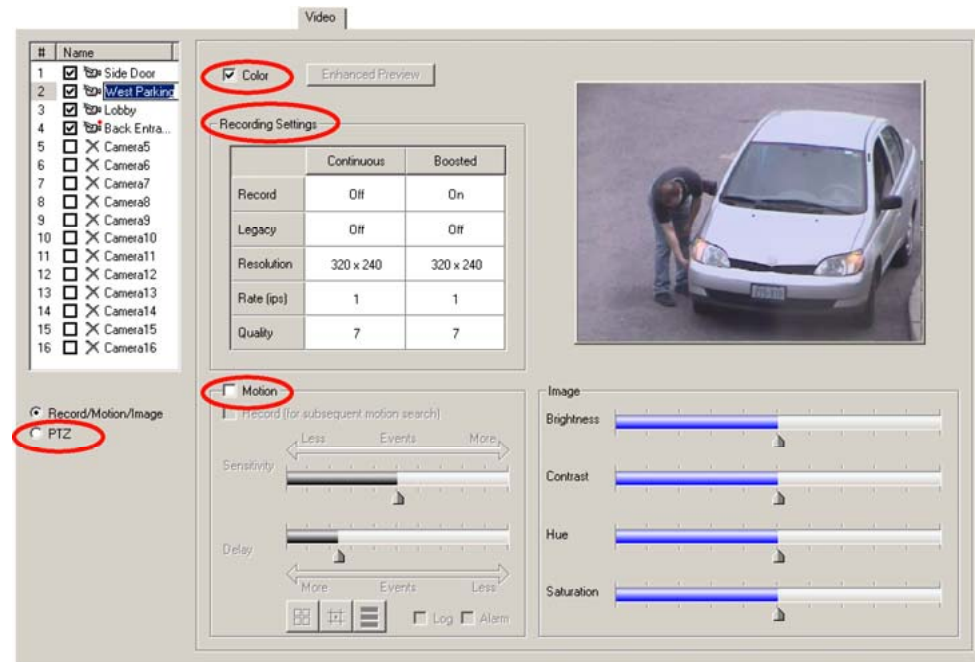 Video
# Name
1 Side Door
2 West Parking
3 Lobby
4 Back Entra...
5 Camera5
6 Camera6
7 Camera7
8 Camera8
9 Camera9
10 Camera10
11 Camera11
12 Camera12
13 Camera13
14 Camera14
15 Camera15
16 Camera16
Record/Motion/Image
PTZ
Color Enhanced Preview
Recording Settings
Continuous Boosted
Record Off On
Legacy Off Off
Resolution 320 x 240 320 x 240
Rate (ips) 1 1
Quality 7 7
Motion
Record (for subsequent motion search)
Less Events More
Sensitivity
Delay
More Events Less
Log Alarm
Image
Brightness
Contrast
Hue
Saturation